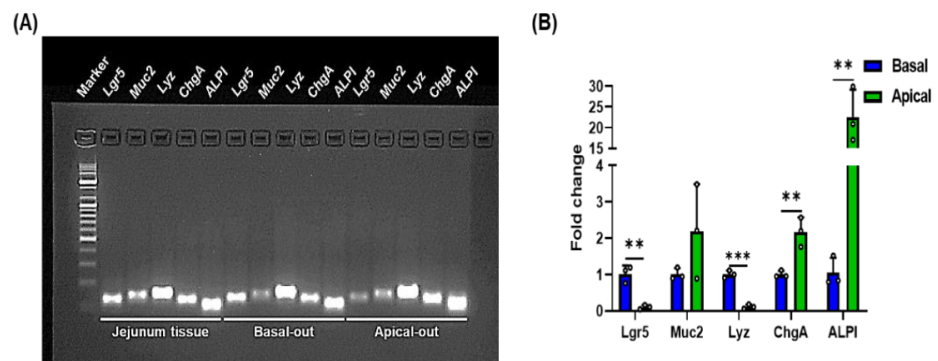 (A)
Marker Lgr5 Muc2 Lyz ChgA ALPI Lgr5 Muc2 Lyz ChgA ALPI Lgr5 Muc2 Lyz ChgA ALPI
Jejunum tissue Basal-out Apical-out
(B)
Basal
Apical
Fold change
30
25
20
15
4
2
1
0
** *** ** **
Lgr5 Muc2 Lyz ChgA ALPI